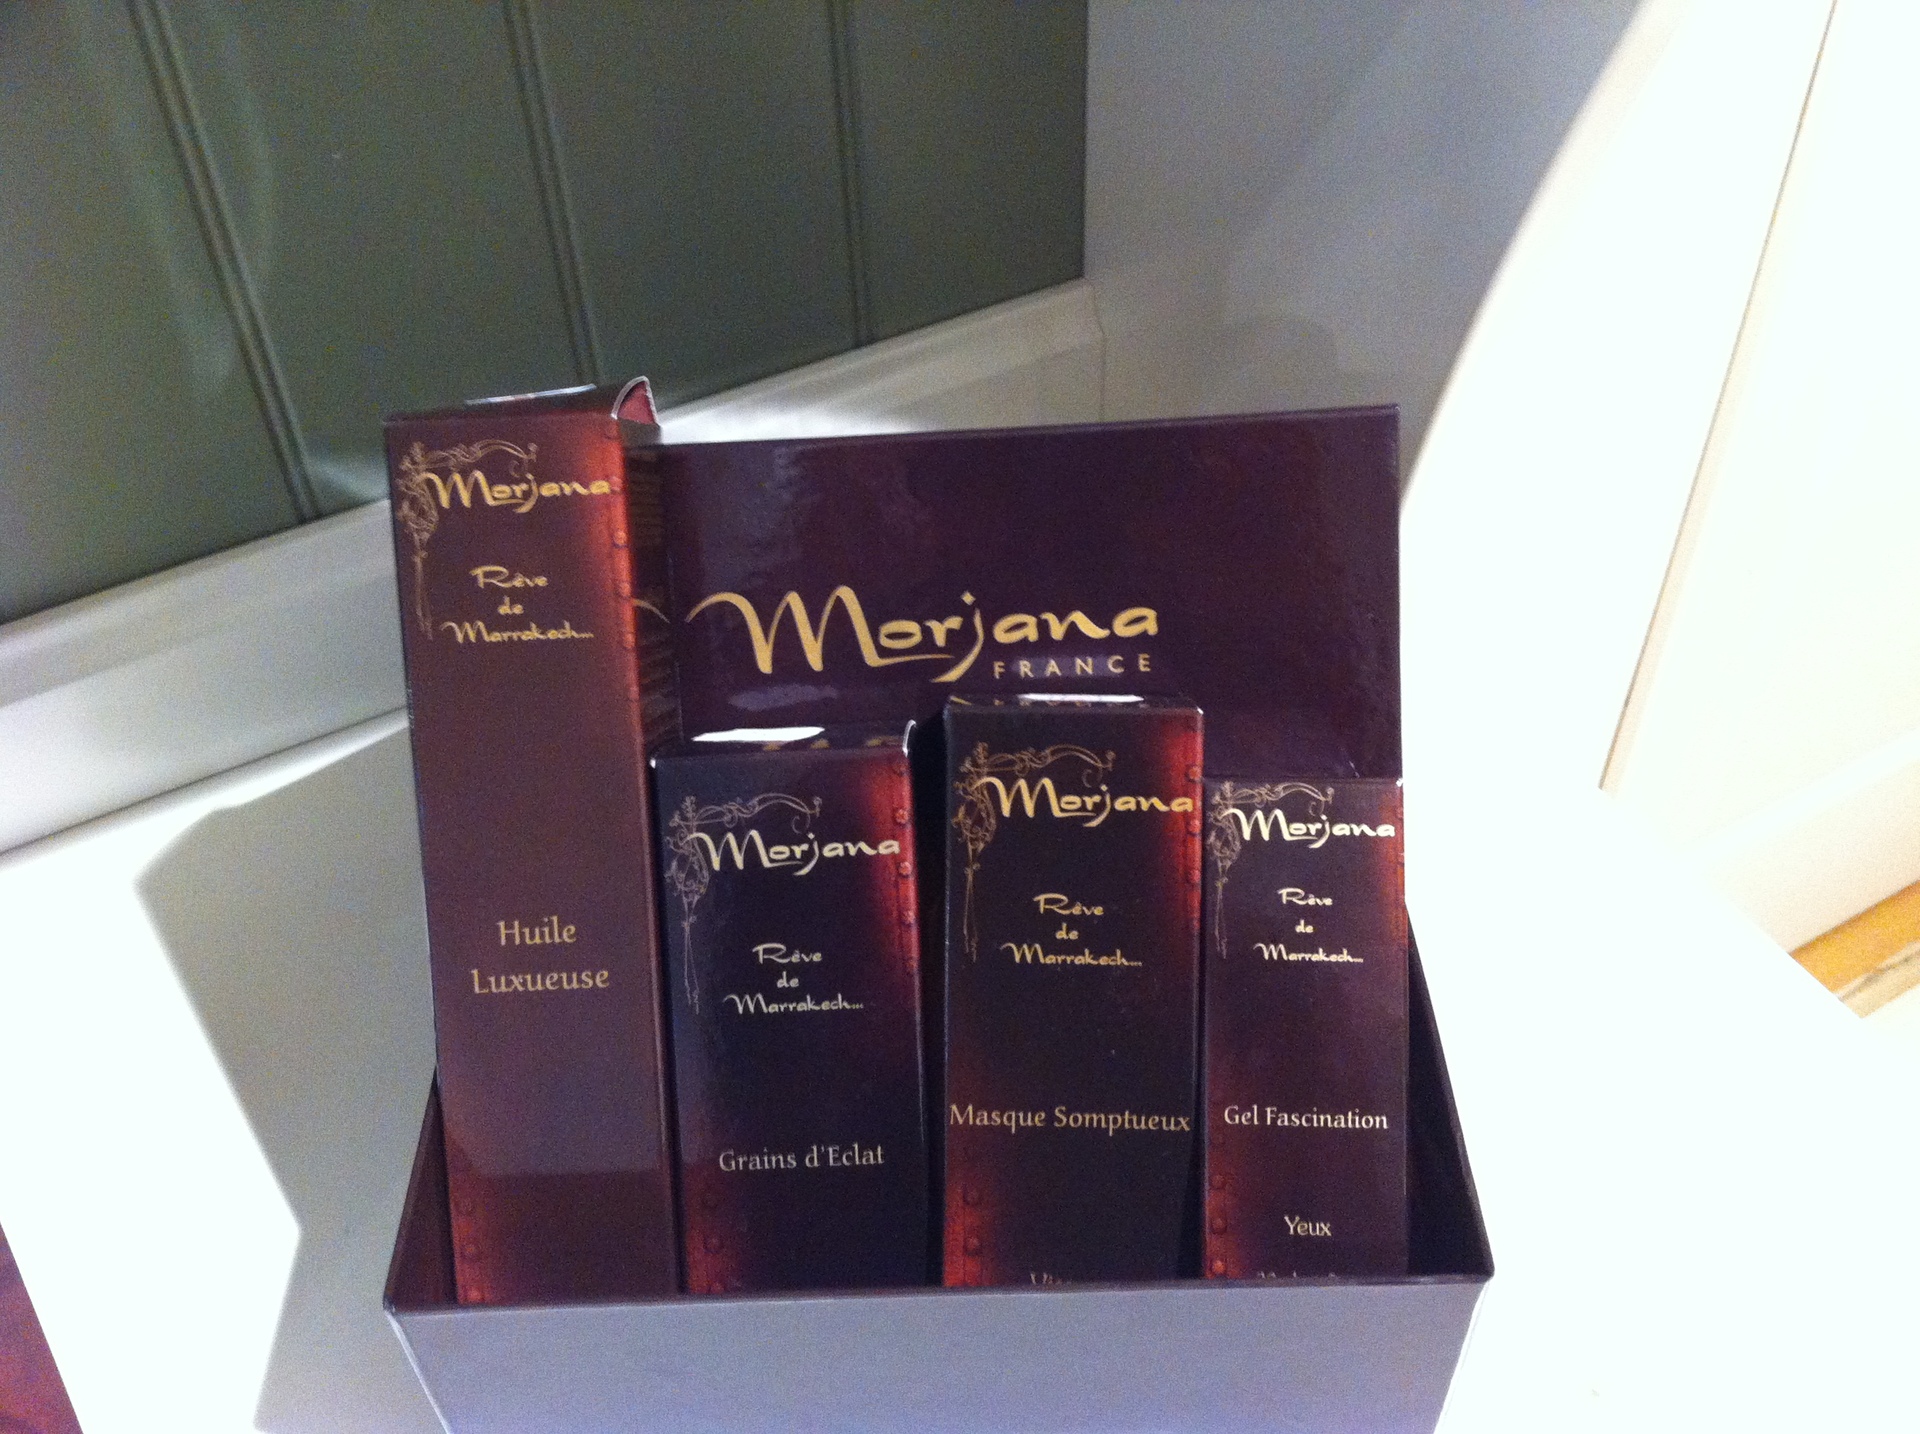 Morjana
Rêve
de
Marrakech...
Huile
Luxueuse
Morjana
FRANCE
Morjana
Rêve
de
Marrakech...
Grains d'Eclat
Morjana
Rêve
de
Marrakech...
Masque Somptueux
Morjana
Rêve
de
Marrakech...
Gel Fascination
Yeux